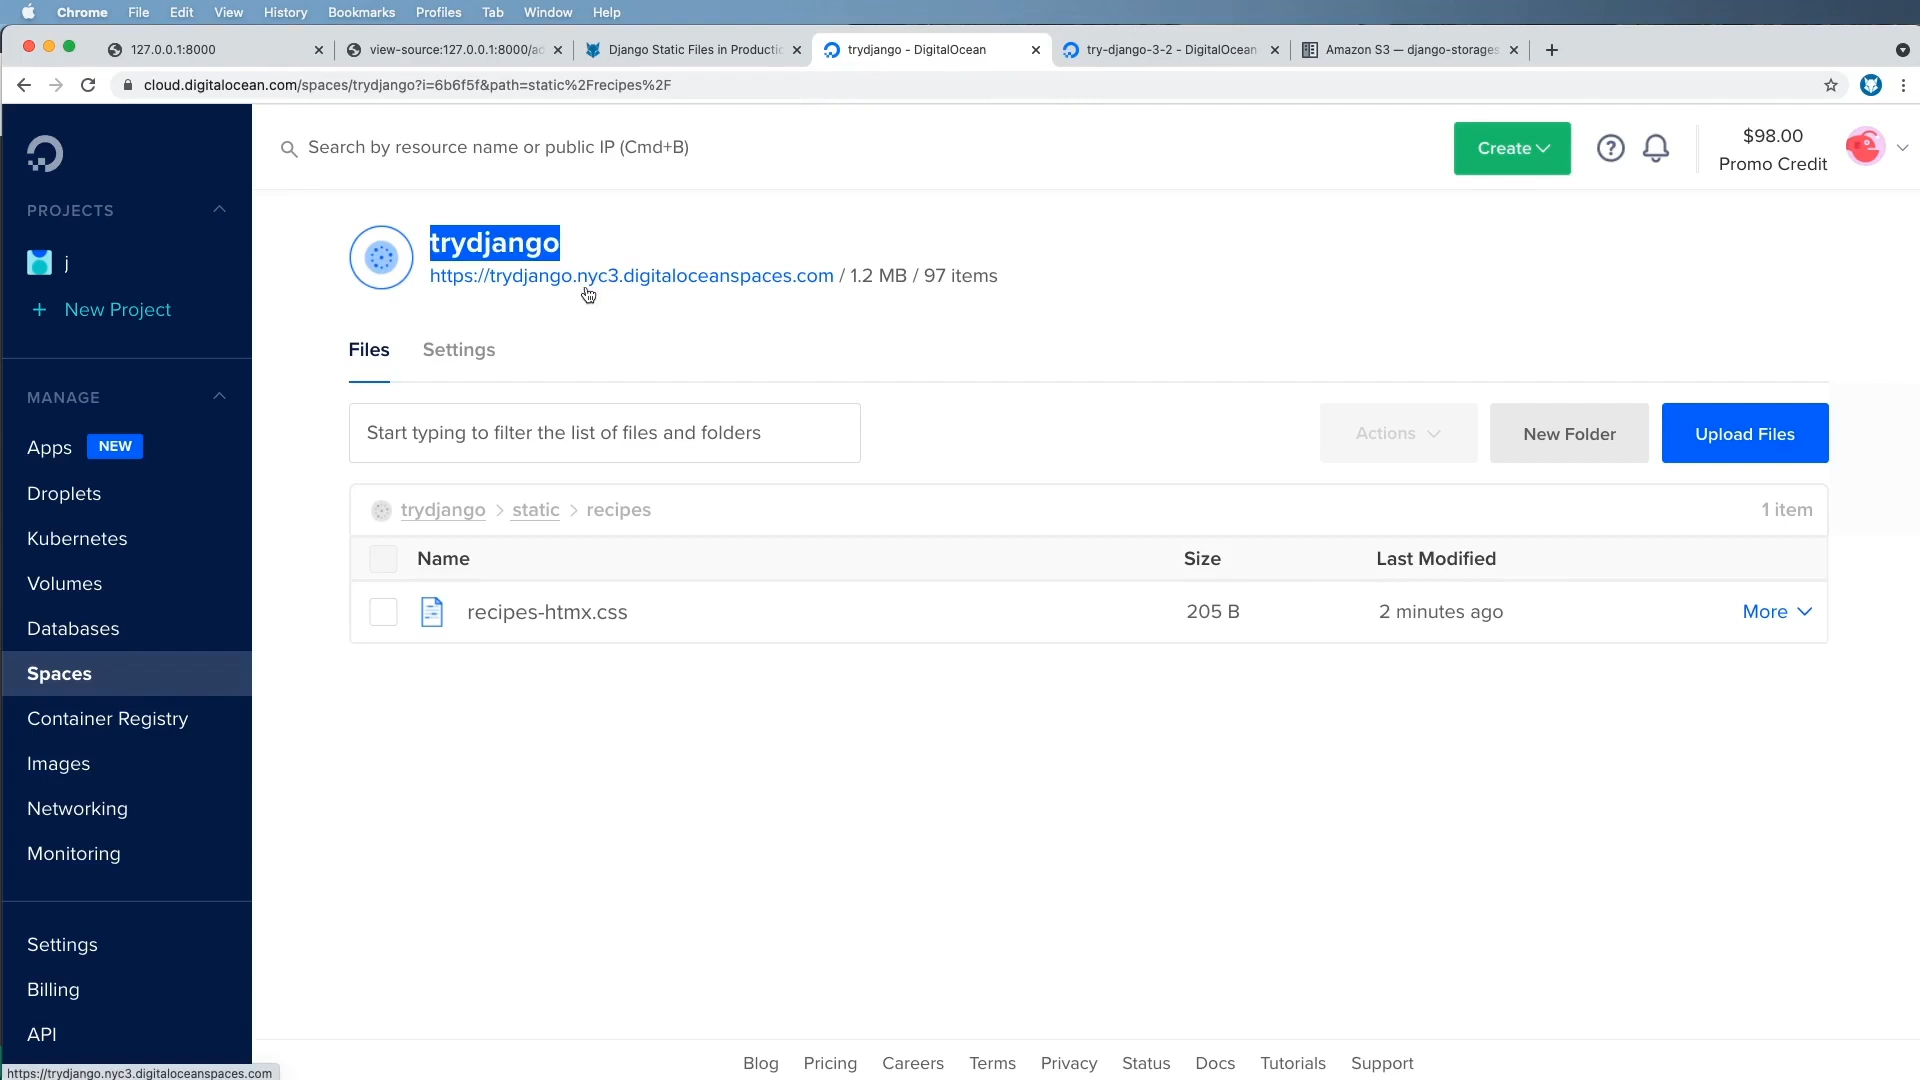 Chrome File Edit View History Bookmarks Profiles Tab Window Help
127.0.0.1:8000
view-source:127.0.0.1:8000/ad
Django Static Files in Productio
trydjango - DigitalOcean
try-django-3-2 - DigitalOcean
Amazon S3 — django-storages
cloud.digitalocean.com/spaces/trydjango?i=6b6f5f&path=static%2Frecipes%2F
Search by resource name or public IP (Cmd+B)
Create
$98.00
Promo Credit
PROJECTS
j
+ New Project
MANAGE
Apps NEW
Droplets
Kubernetes
Volumes
Databases
Spaces
Container Registry
Images
Networking
Monitoring
Settings
Billing
API
trydjango
https://trydjango.nyc3.digitaloceanspaces.com / 1.2 MB / 97 items
Files Settings
Start typing to filter the list of files and folders
Actions
New Folder
Upload Files
trydjango > static > recipes 1 item
Name Size Last Modified
recipes-htmx.css 205 B 2 minutes ago More
Blog Pricing Careers Terms Privacy Status Docs Tutorials Support
https://trydjango.nyc3.digitaloceanspaces.com